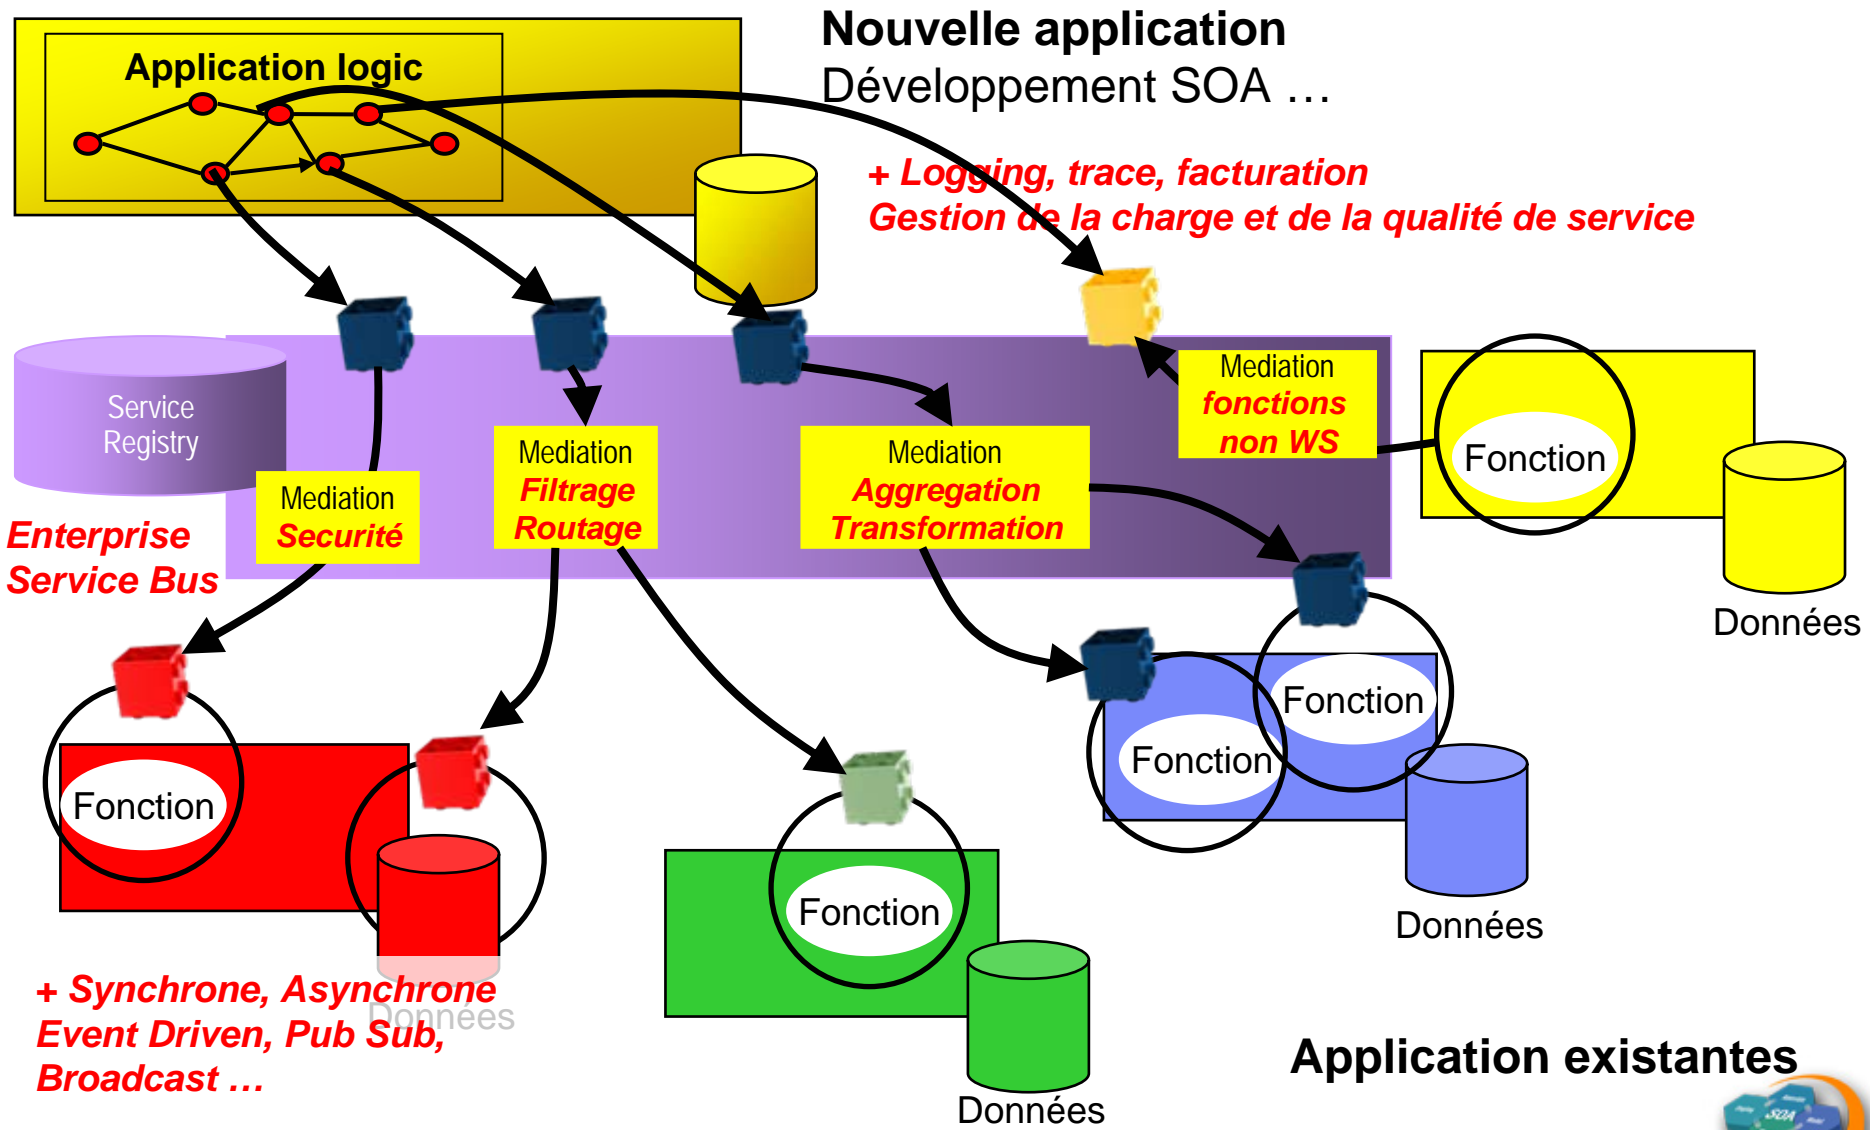 Nouvelle application
Développement SOA …
Application logic
+ Logging, trace, facturation
Gestion de la charge et de la qualité de service
Service
Registry
Mediation
Securité
Mediation
Filtrage
Routage
Mediation
Aggregation
Transformation
Mediation
fonctions
non WS
Fonction
Données
Enterprise
Service Bus
Fonction
Fonction
Données
Fonction
Données
Fonction
Données
+ Synchrone, Asynchrone
Event Driven, Pub Sub,
Broadcast …
Application existantes
SOA